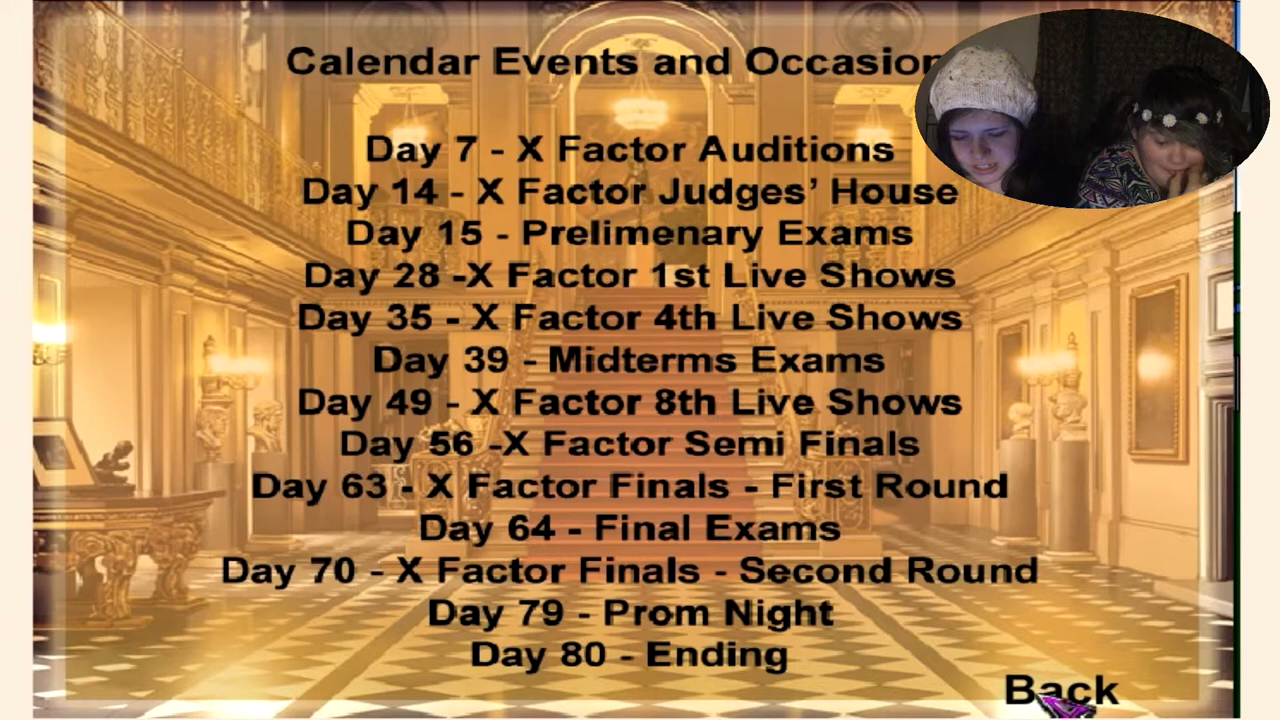 Calendar Events and Occasion
Day 7 - X Factor Auditions
Day 14 - X Factor Judges' House
Day 15 - Prelimenary Exams
Day 28 -X Factor 1st Live Shows
Day 35 - X Factor 4th Live Shows
Day 39 - Midterms Exams
Day 49 - X Factor 8th Live Shows
Day 56 -X Factor Semi Finals
Day 63 - X Factor Finals - First Round
Day 64 - Final Exams
Day 70 - X Factor Finals - Second Round
Day 79 - Prom Night
Day 80 - Ending
Back